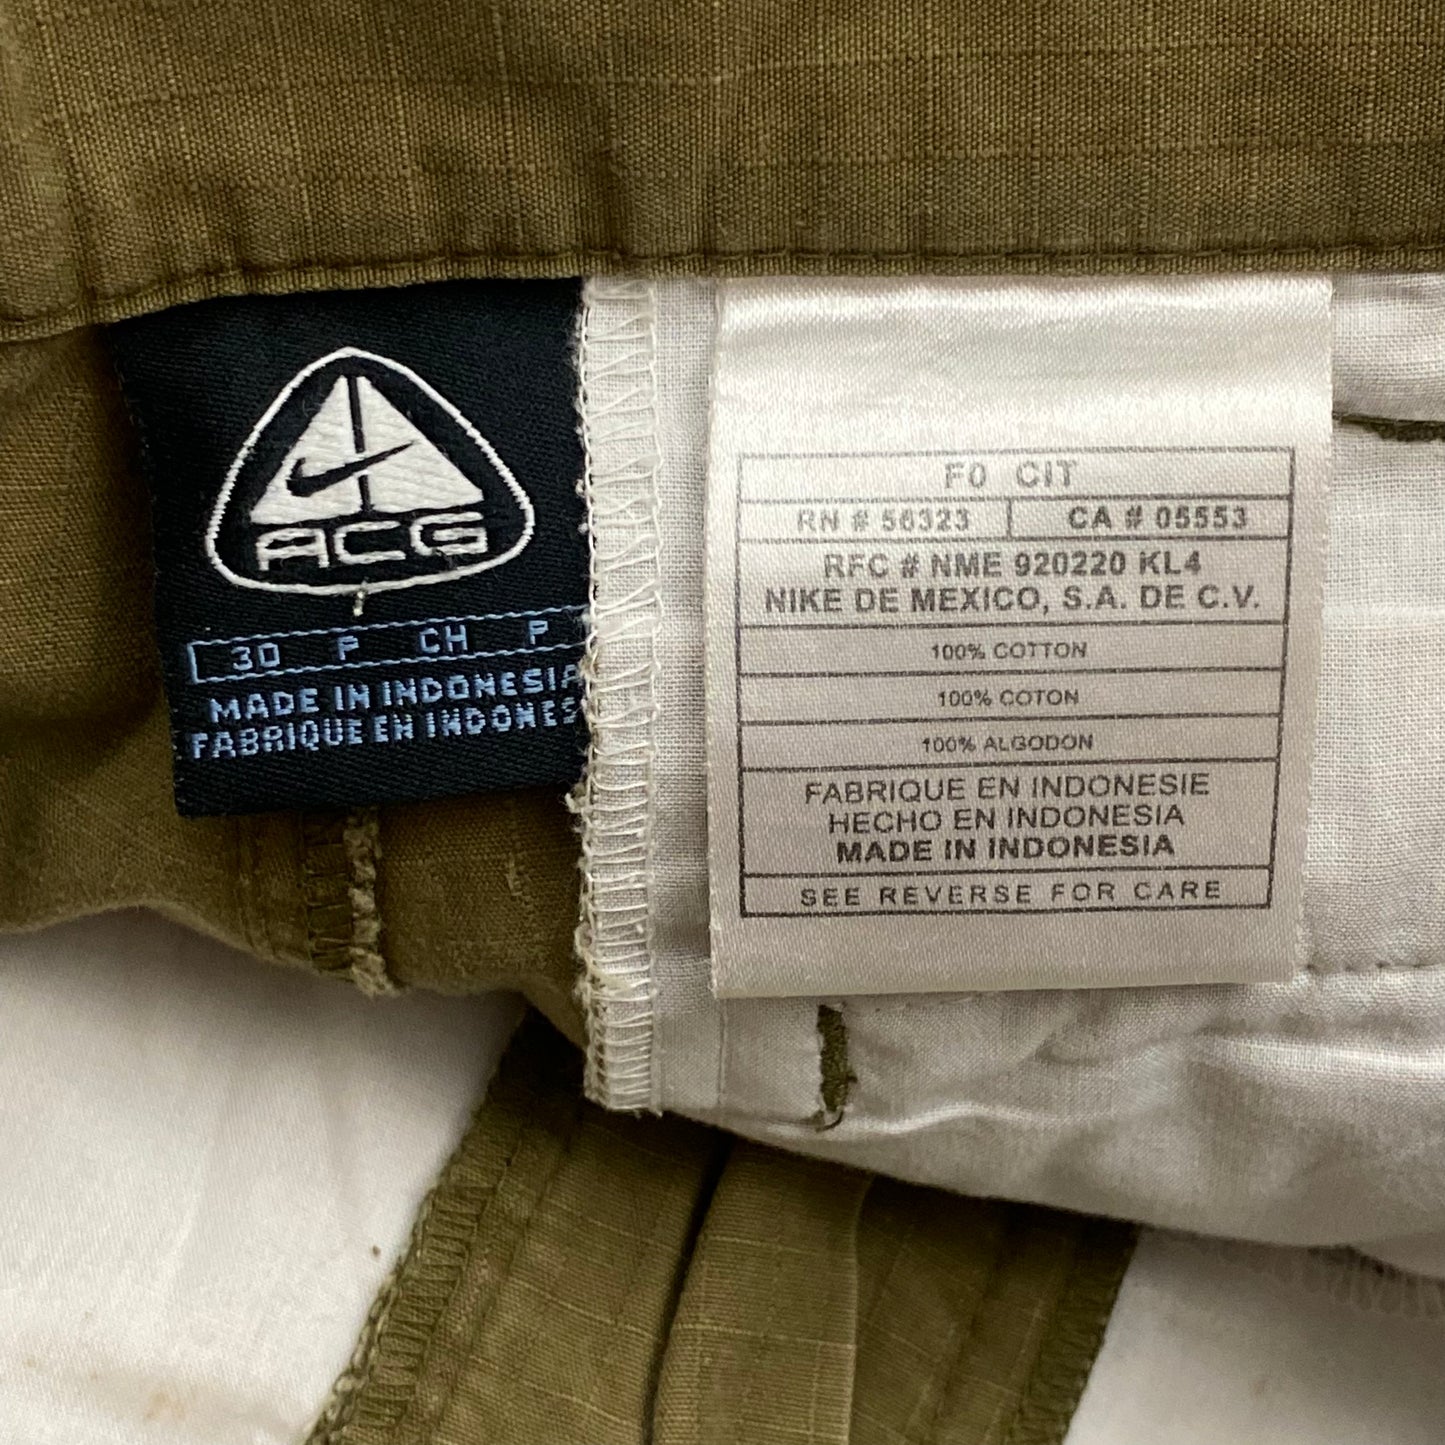 ACG
30 P CH P
MADE IN INDONESIA
FABRIQUE EN INDONES
F0 CIT
RN # 56323 CA # 05553
RFC # NME 920220 KL4
NIKE DE MEXICO, S.A. DE C.V.
100% COTTON
100% COTON
100% ALGODON
FABRIQUE EN INDONESIE
HECHO EN INDONESIA
MADE IN INDONESIA
SEE REVERSE FOR CARE